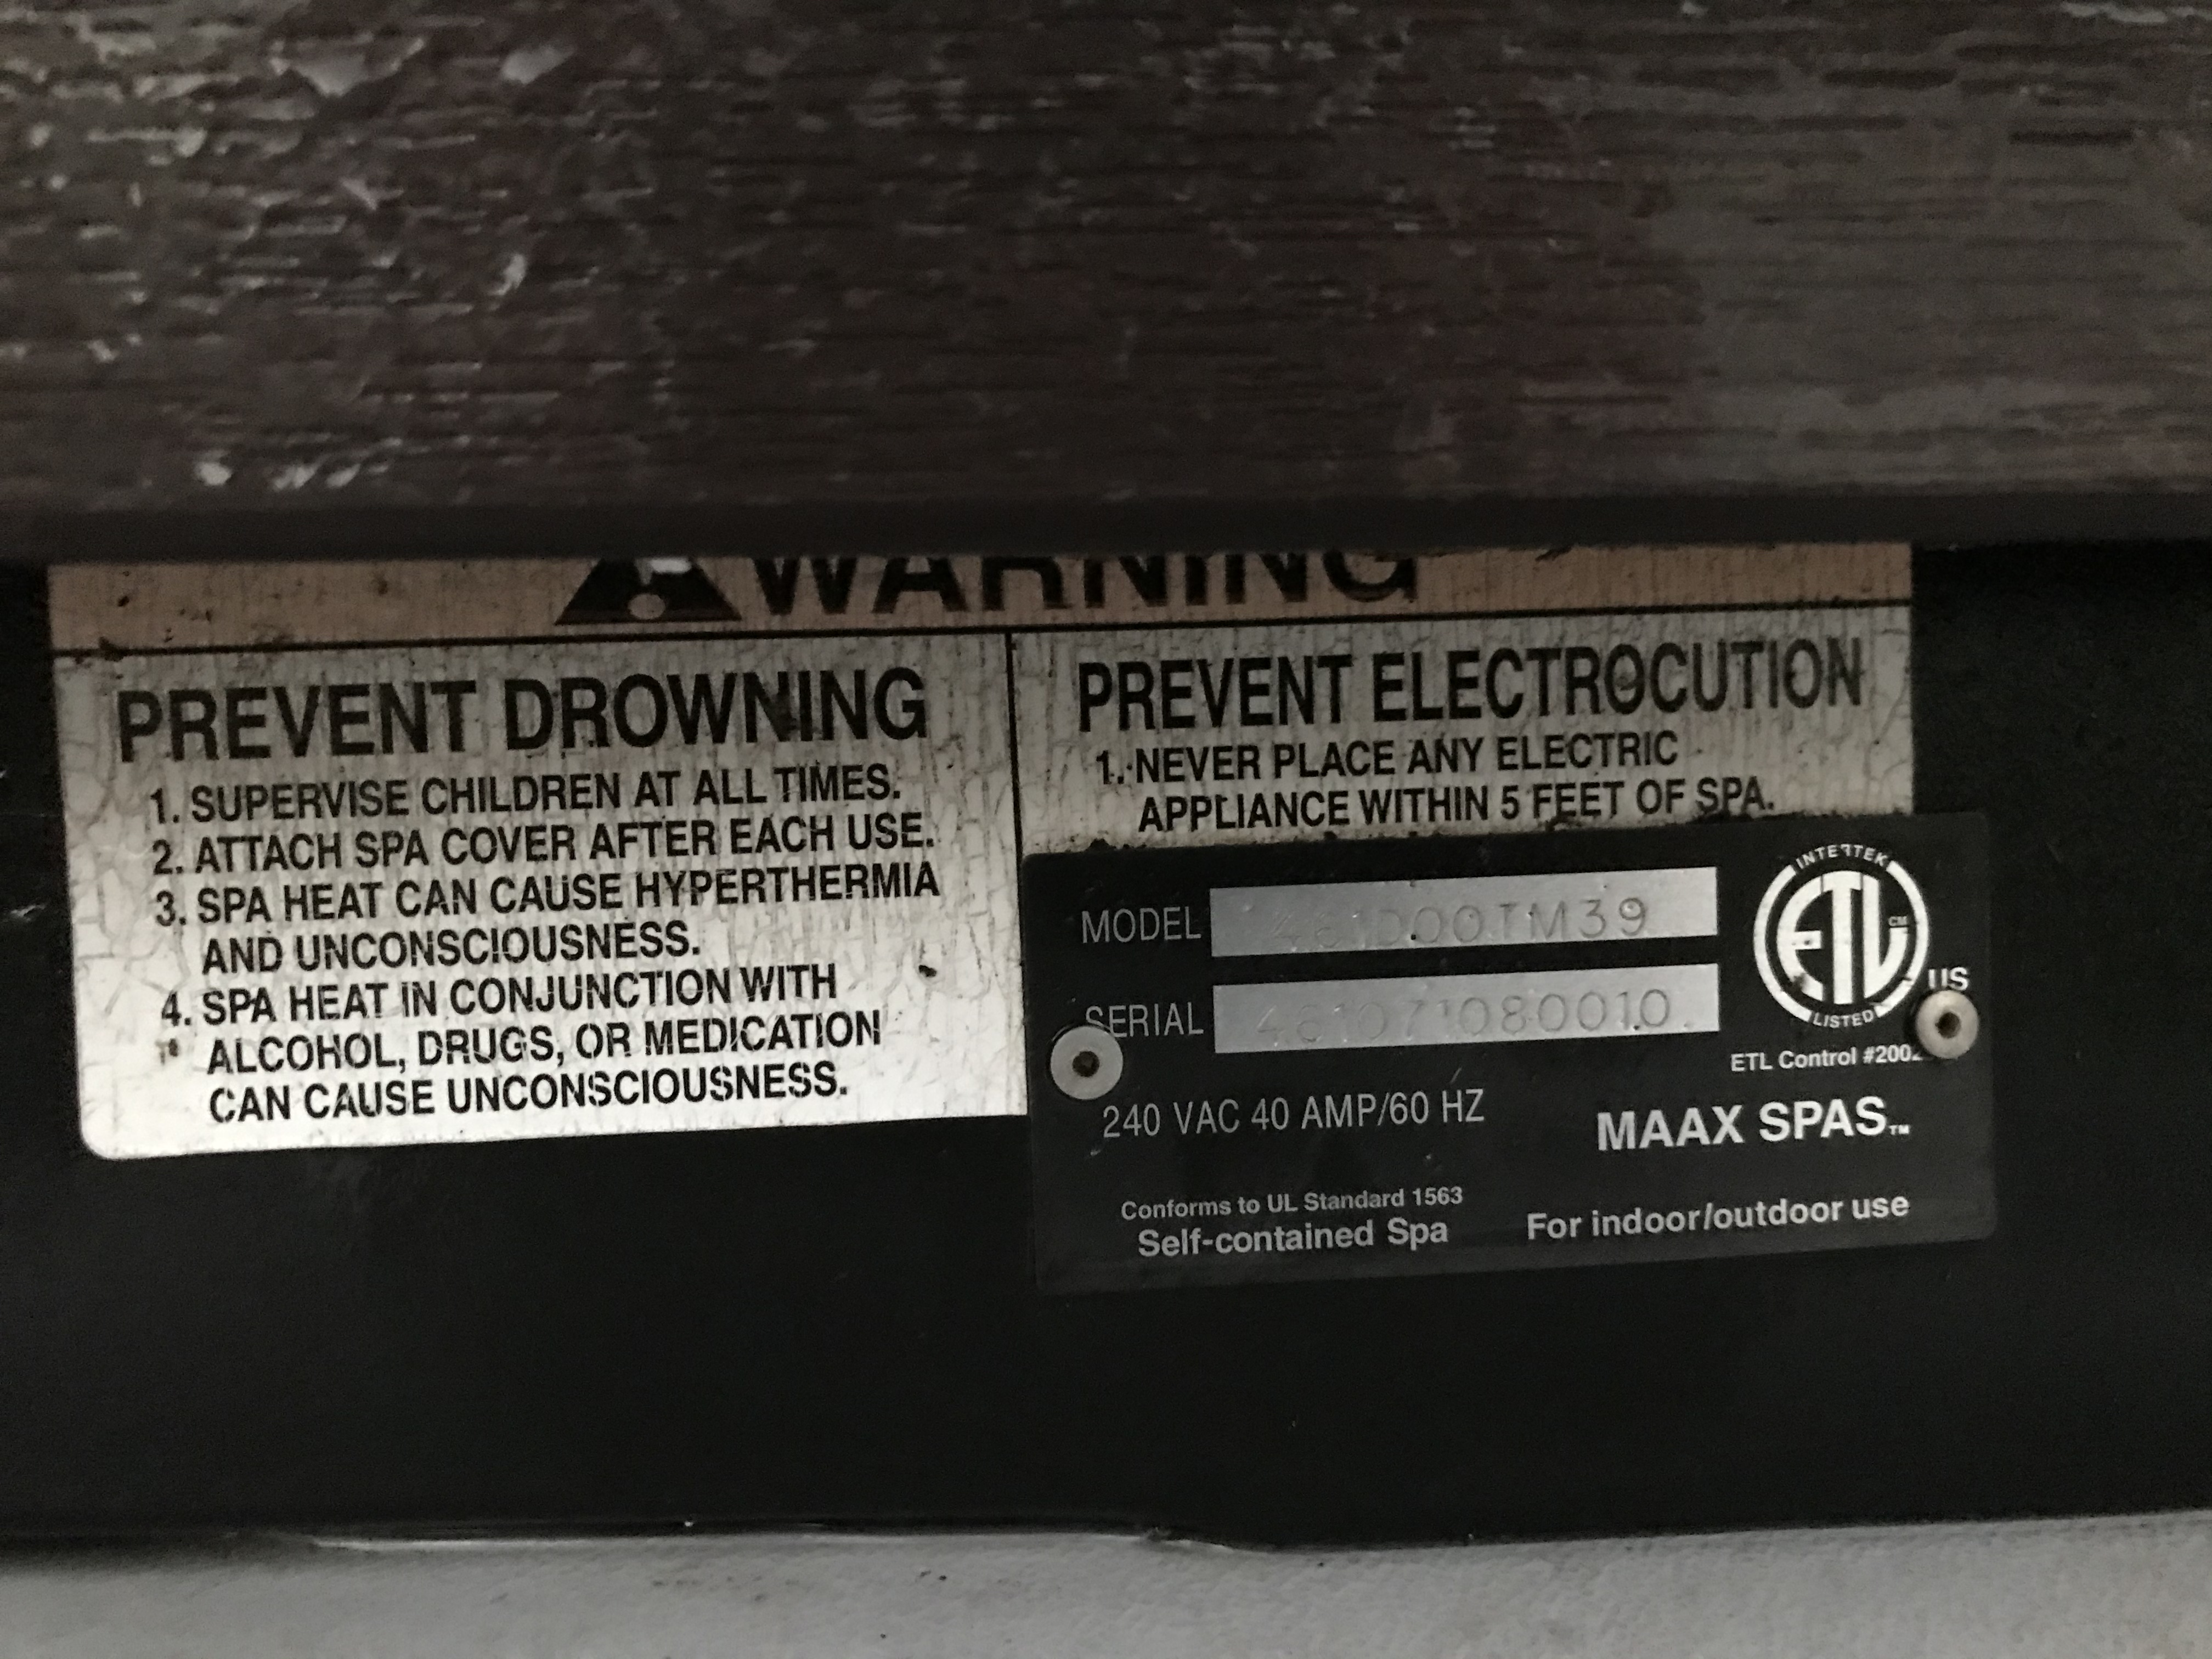 WARNING
PREVENT DROWNING
1. SUPERVISE CHILDREN AT ALL TIMES.
2. ATTACH SPA COVER AFTER EACH USE.
3. SPA HEAT CAN CAUSE HYPERTHERMIA
AND UNCONSCIOUSNESS.
4. SPA HEAT IN CONJUNCTION WITH
ALCOHOL, DRUGS, OR MEDICATION
CAN CAUSE UNCONSCIOUSNESS.
PREVENT ELECTROCUTION
1. NEVER PLACE ANY ELECTRIC
APPLIANCE WITHIN 5 FEET OF SPA.
MODEL
SERIAL
240 VAC 40 AMP/60 HZ
Conforms to UL Standard 1563
Self-contained Spa
INTERTEK
ETL CM
LISTED
US
ETL Control
MAAX SPAS™
For indoor/outdoor use